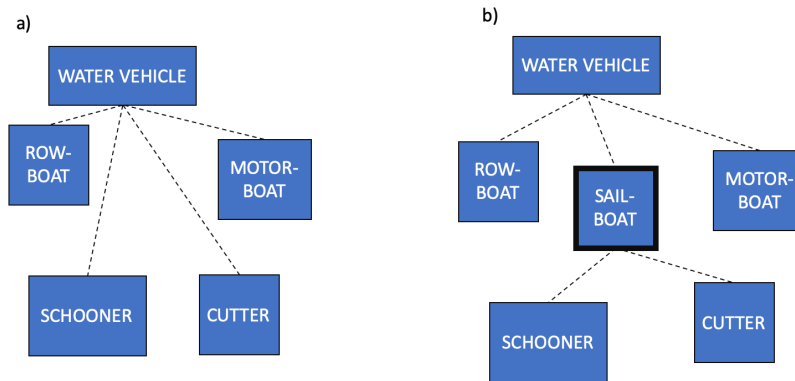 a)
WATER VEHICLE
ROW-
BOAT
MOTOR-
BOAT
SCHOONER
CUTTER
b)
WATER VEHICLE
ROW-
BOAT
SAIL-
BOAT
MOTOR-
BOAT
SCHOONER
CUTTER